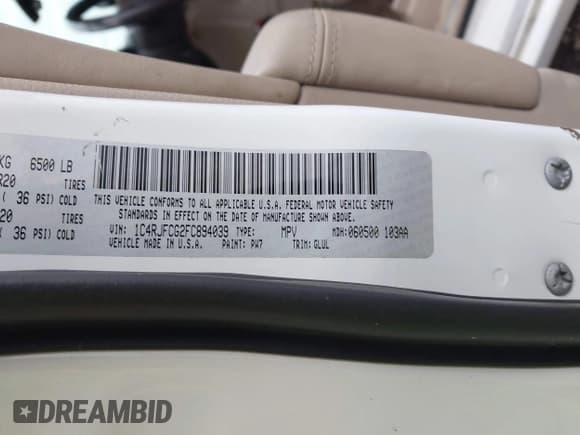 KG 6500 LB
R20 TIRES
( 36 PSI) COLD
20 TIRES
( 36 PSI) COLD
THIS VEHICLE CONFORMS TO ALL APPLICABLE U.S.A. FEDERAL MOTOR VEHICLE SAFETY
STANDARDS IN EFFECT ON THE DATE OF MANUFACTURE SHOWN ABOVE.
VIN: 1C4RJFCG2FC894039 TYPE: MPV MDH: 060500 103AA
VEHICLE MADE IN U.S.A. PAINT: PW7 TRIM: GLUL
DREAMBID